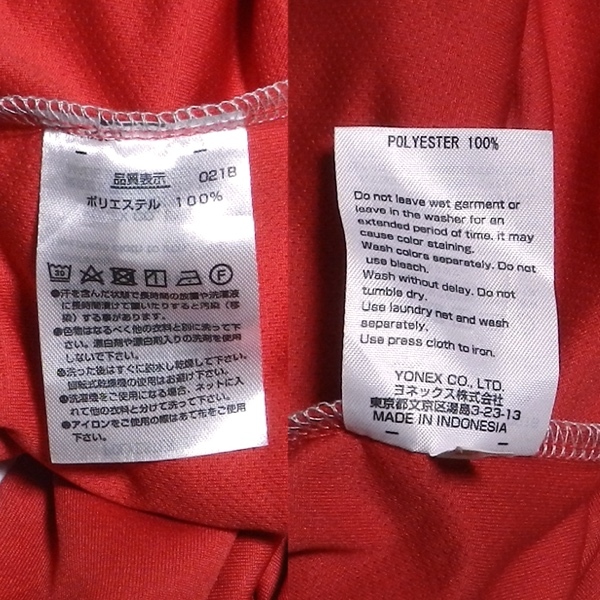 品質表示 0218
ポリエステル 100%
30
F
●汗を含んだ状態で長時間の放置や洗濯液
に長時間漬けて置いたりすると汚染(移
染)する事があります。
●色物はなるべく他の衣料と別に洗って下
さい。漂白剤や漂白剤入りの洗剤を使用
しないで下さい。
●洗った後はすぐに脱水し乾燥して下さい。
回転式乾燥機の使用はお避け下さい。
●洗濯機をご使用になる場合、ネットに入
れて他の衣料と分けて洗って下さい。
●アイロンをご使用の際はあて布をご使用
下さい。
POLYESTER 100%
Do not leave wet garment or
leave in the washer for an
extended period of time. it may
cause color staining.
Wash colors separately. Do not
use bleach.
Wash without delay. Do not
tumble dry.
Use laundry net and wash
separately.
Use press cloth to iron.
YONEX CO., LTD.
ヨネックス株式会社
東京都文京区湯島3-23-13
MADE IN INDONESIA